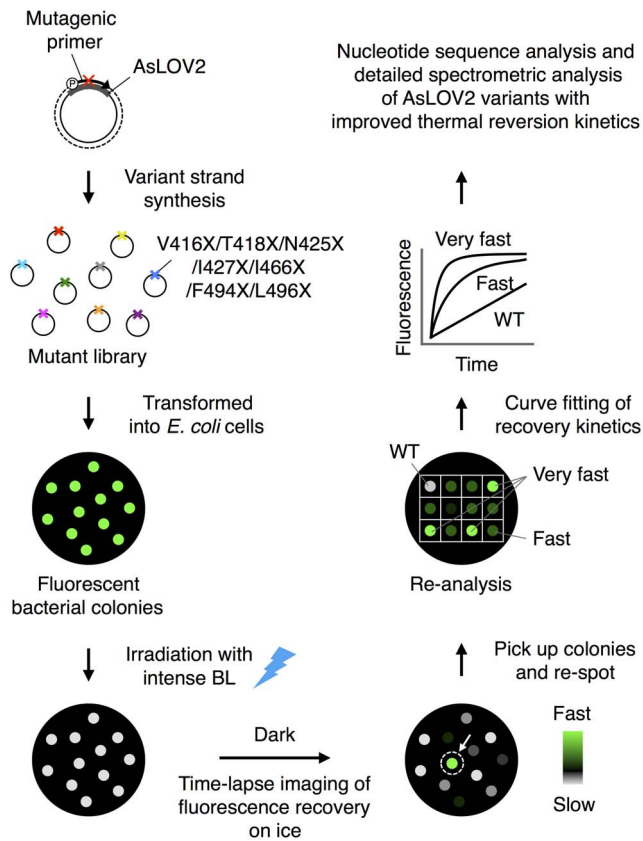 Mutagenic
primer
P
AsLOV2
Variant strand
synthesis
V416X/T418X/N425X
/I427X/I466X
/F494X/L496X
Mutant library
Transformed
into E. coli cells
Fluorescent
bacterial colonies
Irradiation with
intense BL
Dark
Time-lapse imaging of
fluorescence recovery
on ice
Fast
Slow
Pick up colonies
and re-spot
WT
Very fast
Fast
Re-analysis
Curve fitting of
recovery kinetics
Fluorescence
Very fast
Fast
WT
Time
Nucleotide sequence analysis and
detailed spectrometric analysis
of AsLOV2 variants with
improved thermal reversion kinetics